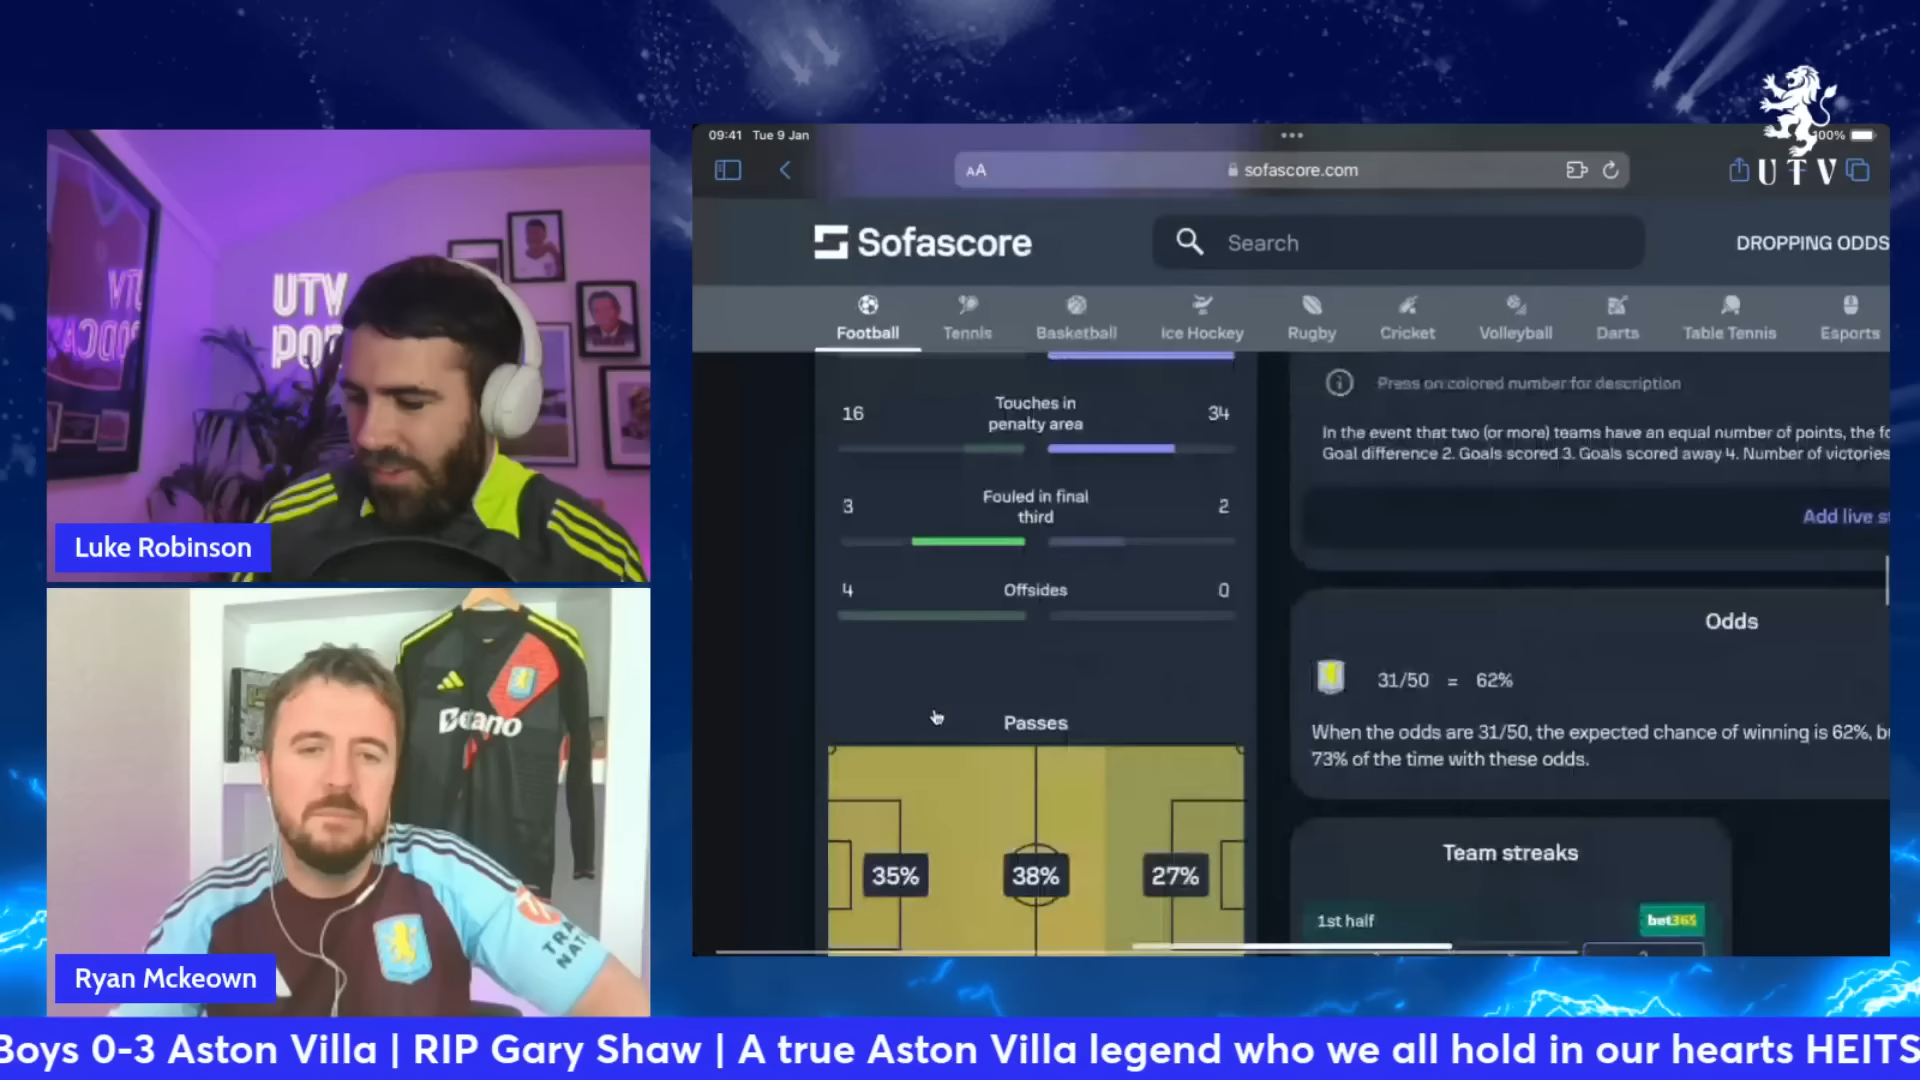 09:41 Tue 9 Jan
100%
AA
sofascore.com
UTV
Sofascore
Search
DROPPING ODDS
Football
Tennis
Basketball
Ice Hockey
Rugby
Cricket
Volleyball
Darts
Table Tennis
Esports
16
Touches in
penalty area
34
3
Fouled in final
third
2
4
Offsides
0
Passes
35%
38%
27%
Press on colored number for description
In the event that two (or more) teams have an equal number of points, the fo
Goal difference 2. Goals scored 3. Goals scored away 4. Number of victories
Add live s
Odds
31/50 = 62%
When the odds are 31/50, the expected chance of winning is 62%, b
73% of the time with these odds.
Team streaks
1st half
bet365
UTV
POD
Luke Robinson
Betano
TRA
NA
Ryan Mckeown
Boys 0-3 Aston Villa | RIP Gary Shaw | A true Aston Villa legend who we all hold in our hearts HEITS